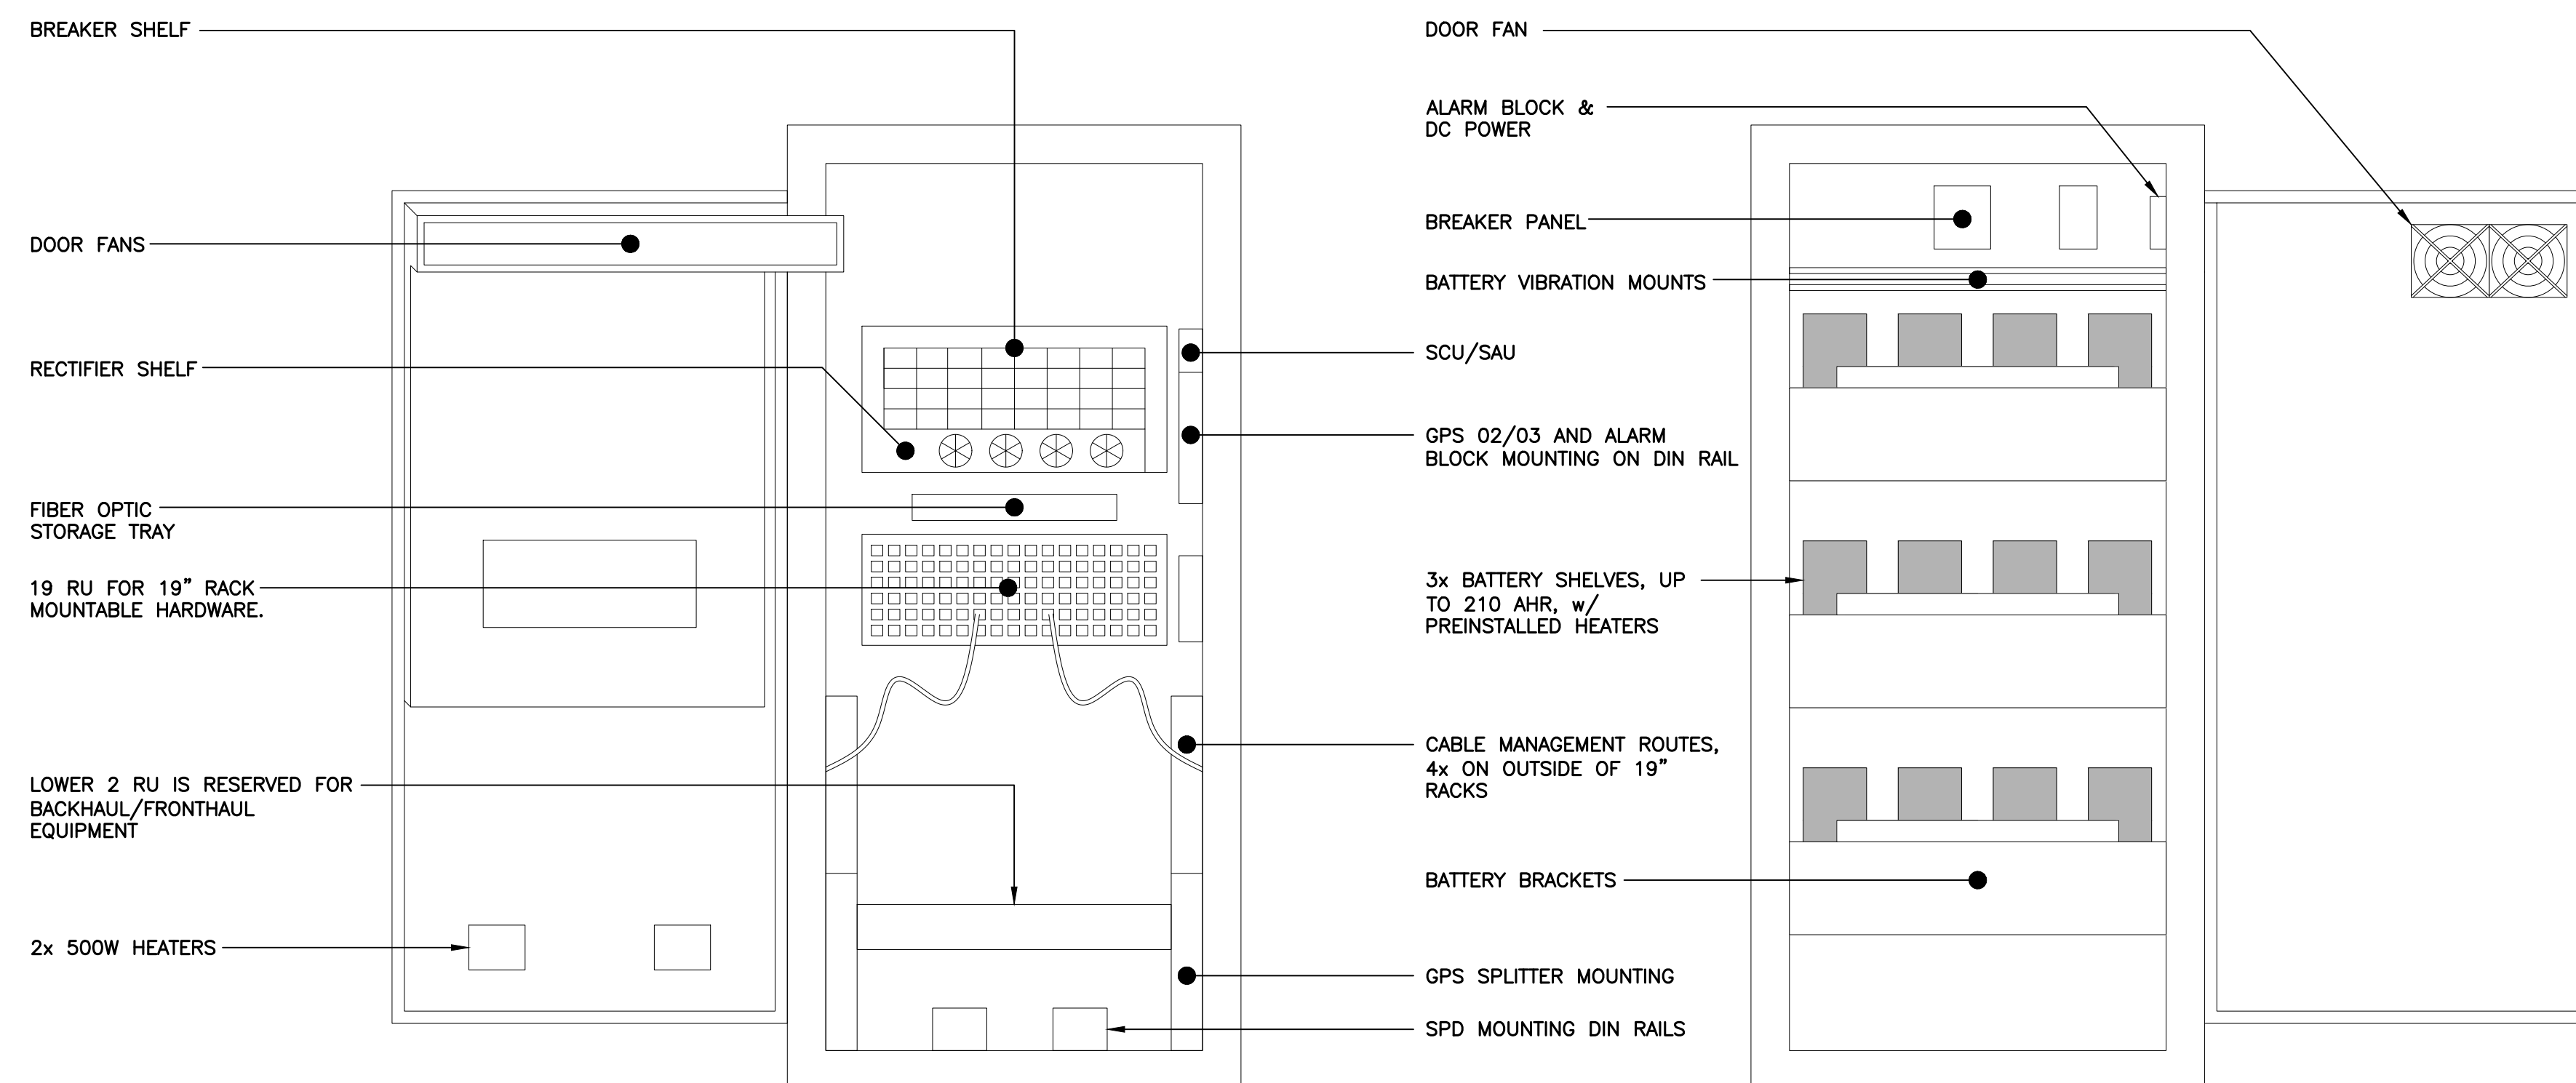 BREAKER SHELF
DOOR FANS
RECTIFIER SHELF
FIBER OPTIC
STORAGE TRAY
19 RU FOR 19” RACK
MOUNTABLE HARDWARE.
LOWER 2 RU IS RESERVED FOR
BACKHAUL/FRONTHAUL
EQUIPMENT
2x 500W HEATERS
DOOR FAN
ALARM BLOCK &
DC POWER
BREAKER PANEL
BATTERY VIBRATION MOUNTS
SCU/SAU
GPS 02/03 AND ALARM
BLOCK MOUNTING ON DIN RAIL
3x BATTERY SHELVES, UP
TO 210 AHR, w/
PREINSTALLED HEATERS
CABLE MANAGEMENT ROUTES,
4x ON OUTSIDE OF 19”
RACKS
BATTERY BRACKETS
GPS SPLITTER MOUNTING
SPD MOUNTING DIN RAILS